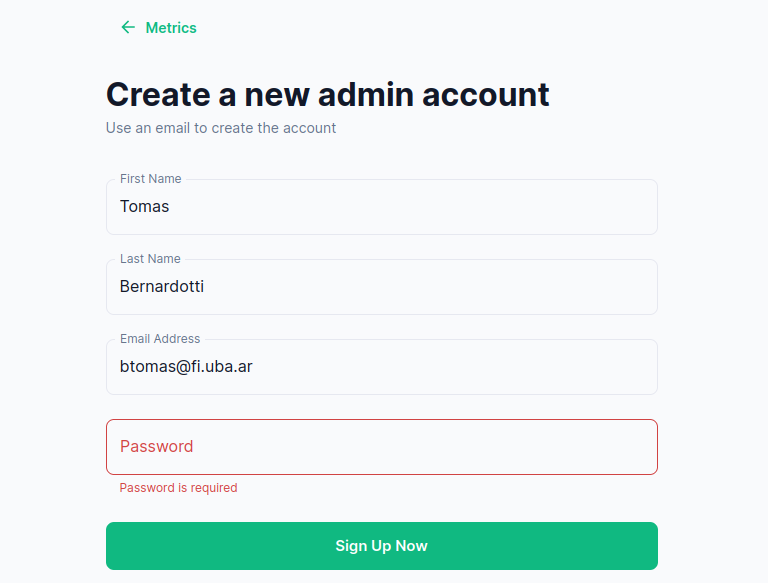 Metrics
Create a new admin account
Use an email to create the account
First Name
Tomas
Last Name
Bernardotti
Email Address
btomas@fi.uba.ar
Password
Password is required
Sign Up Now